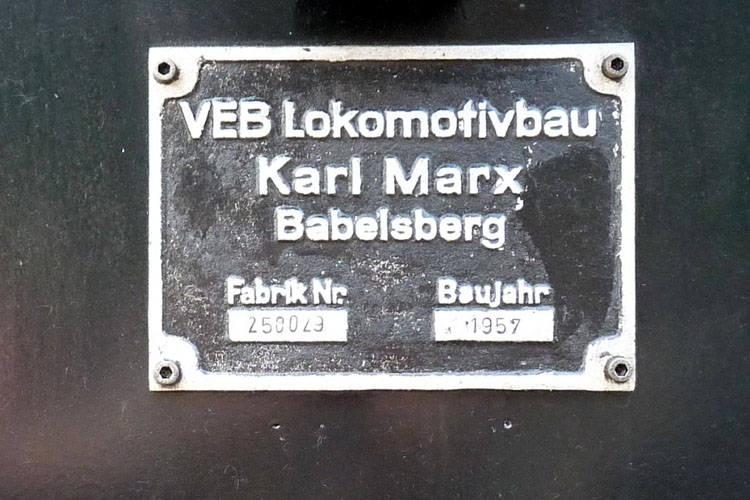 VEB Lokomotivbau
Karl Marx
Babelsberg
Fabrik Nr. Baujahr
250029 1957